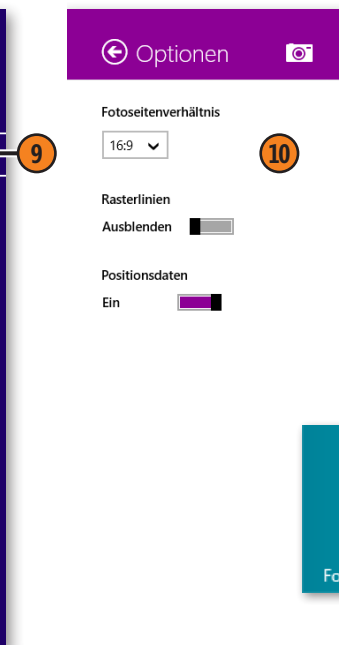 Optionen
9
Fotoseitenverhältnis
16:9
10
Rasterlinien
Ausblenden
Positionsdaten
Ein
Fo